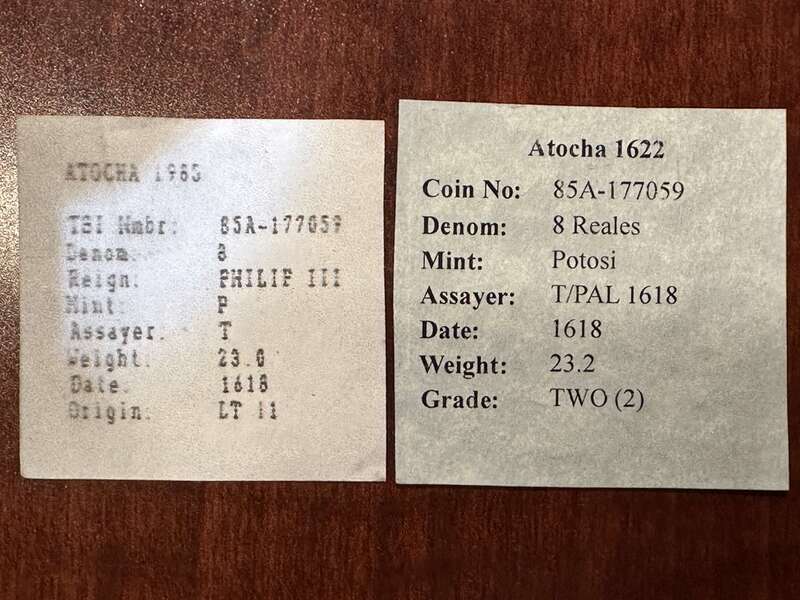 ATOCHA 1985
TSI Nmbr: 85A-177059
Denom: 8
Reign: PHILIP III
Mint: P
Assayer: T
Weight: 23.0
Date: 1618
Origin: LT 11
Atocha 1622
Coin No: 85A-177059
Denom: 8 Reales
Mint: Potosi
Assayer: T/PAL 1618
Date: 1618
Weight: 23.2
Grade: TWO (2)